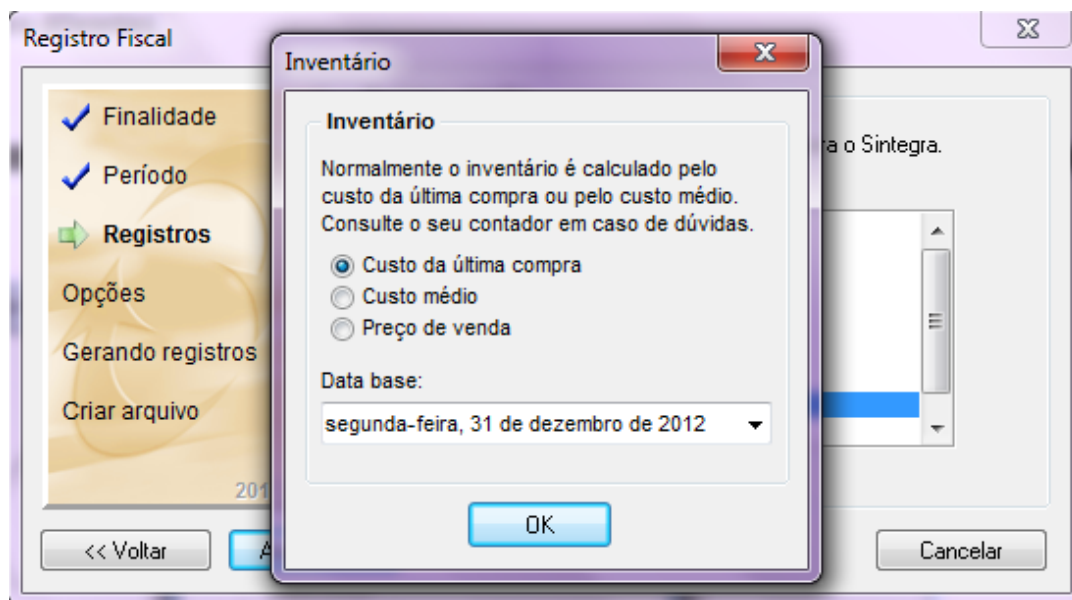 Registro Fiscal
Inventário
Finalidade
Período
Registros
Opções
Gerando registros
Criar arquivo
201
Inventário
Normalmente o inventário é calculado pelo
custo da última compra ou pelo custo médio.
Consulte o seu contador em caso de dúvidas.
Custo da última compra
Custo médio
Preço de venda
Data base:
segunda-feira, 31 de dezembro de 2012
OK
o Sintegra.
<< Voltar
Cancelar